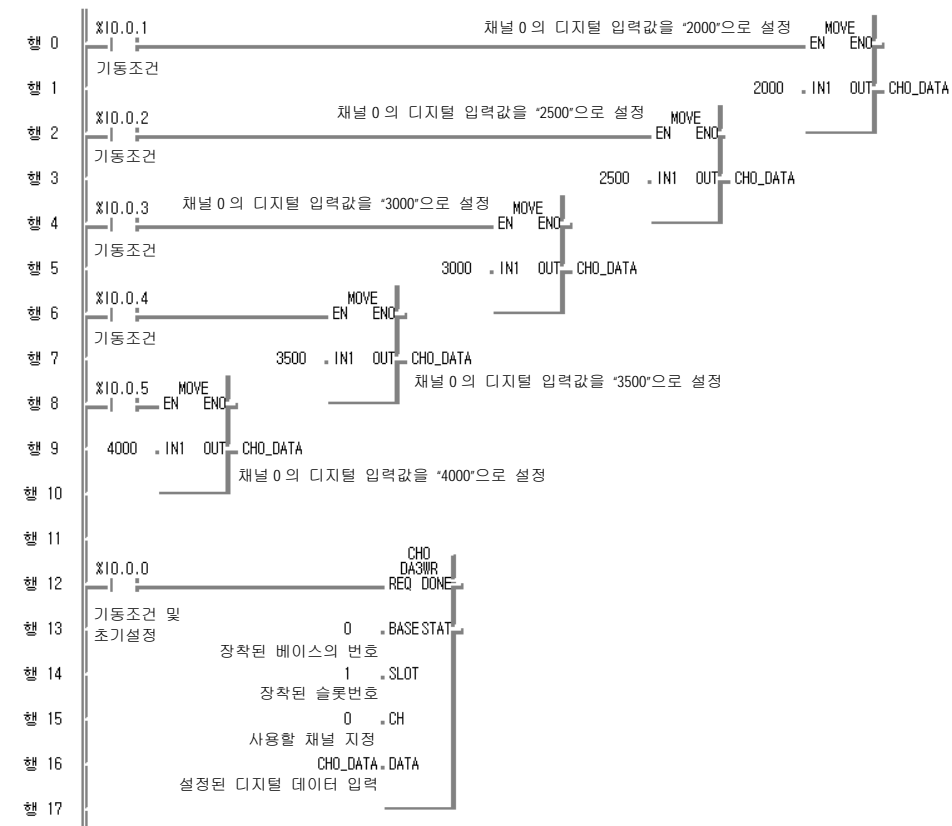 %I0.0.1 채널 0 의 디지털 입력값을 “2000”으로 설정 MOVE
행 0 EN ENO
기동조건
행 1 2000 IN1 OUT CH0_DATA
%I0.0.2 채널 0 의 디지털 입력값을 “2500”으로 설정 MOVE
행 2 EN ENO
기동조건
행 3 2500 IN1 OUT CH0_DATA
%I0.0.3 채널 0 의 디지털 입력값을 “3000”으로 설정 MOVE
행 4 EN ENO
기동조건
행 5 3000 IN1 OUT CH0_DATA
%I0.0.4 MOVE
행 6 EN ENO
기동조건
행 7 3500 IN1 OUT CH0_DATA
채널 0 의 디지털 입력값을 “3500”으로 설정
%I0.0.5 MOVE
행 8 EN ENO
행 9 4000 IN1 OUT CH0_DATA
채널 0 의 디지털 입력값을 “4000”으로 설정
행 10
행 11
CH0
%I0.0.0 DA3WR
행 12 REQ DONE
기동조건 및
초기설정
행 13 0 BASE STAT
장착된 베이스의 번호
행 14 1 SLOT
장착된 슬롯번호
행 15 0 CH
사용할 채널 지정
행 16 CH0_DATA DATA
설정된 디지털 데이터 입력
행 17